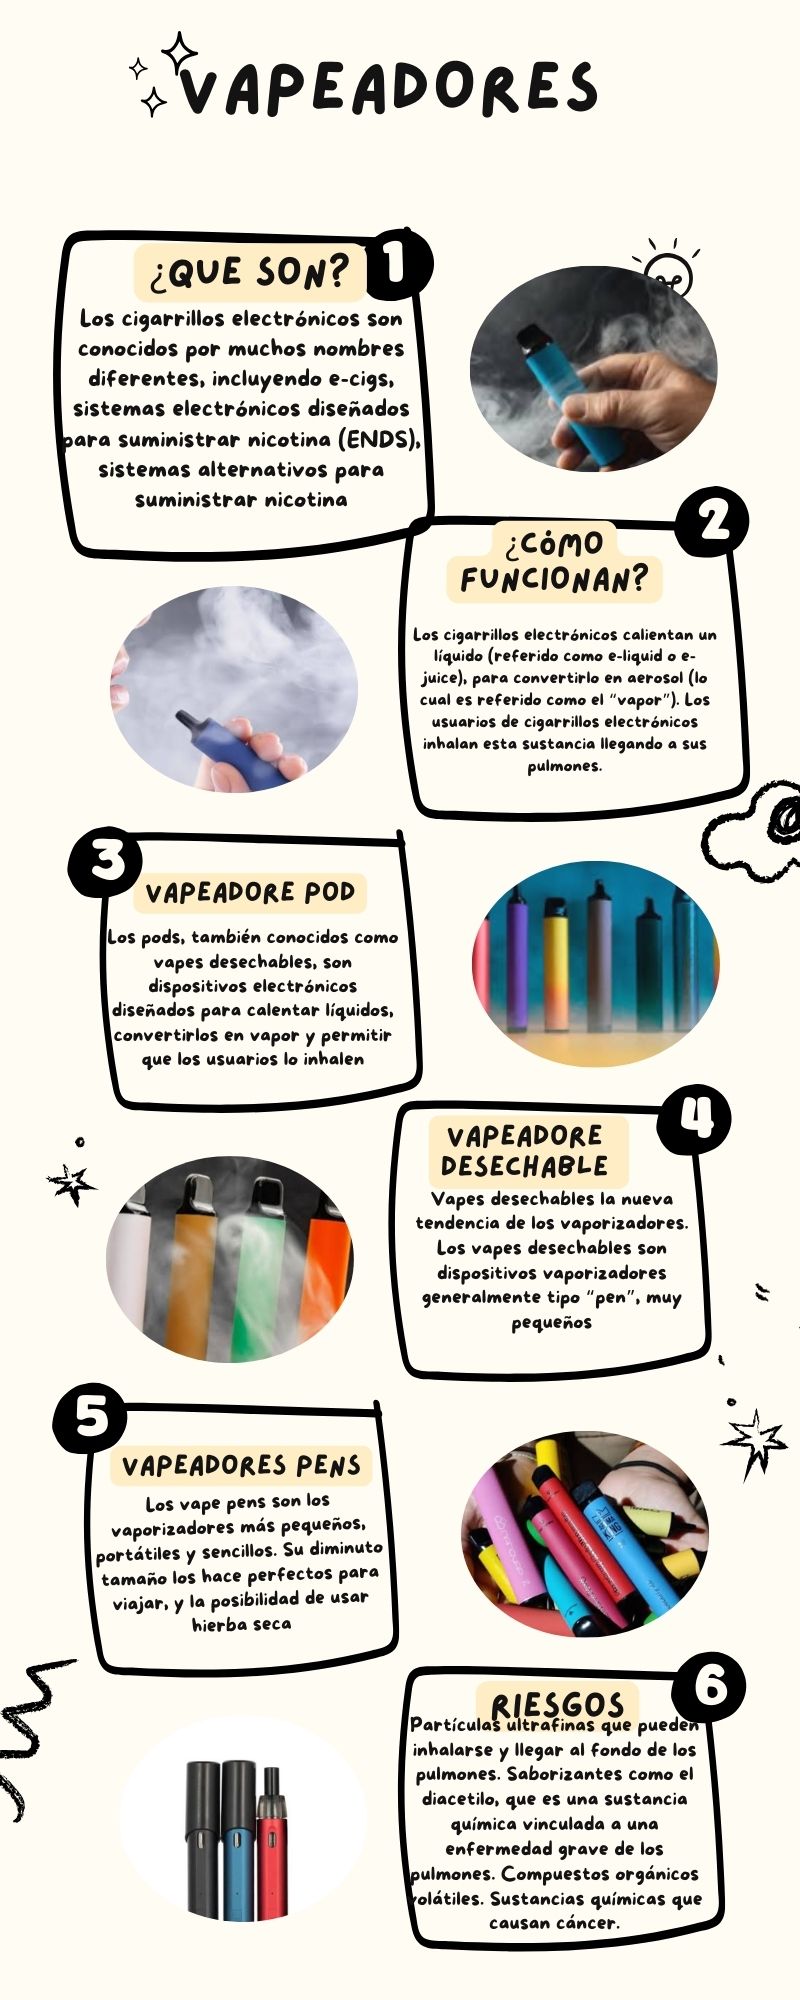 VAPEADORES
¿QUE SON?
1
Los cigarrillos electrónicos son
conocidos por muchos nombres
diferentes, incluyendo e-cigs,
sistemas electrónicos diseñados
para suministrar nicotina (ENDS),
sistemas alternativos para
suministrar nicotina
2
¿CóMO
FUNCIONAN?
Los cigarrillos electrónicos calientan un
líquido (referido como e-liquid o e-
juice), para convertirlo en aerosol (lo
cual es referido como el “vapor”). Los
usuarios de cigarrillos electrónicos
inhalan esta sustancia llegando a sus
pulmones.
3
VAPEADORE POD
Los pods, también conocidos como
vapes desechables, son
dispositivos electrónicos
diseñados para calentar líquidos,
convertirlos en vapor y permitir
que los usuarios lo inhalen
4
VAPEADORE
DESECHABLE
Vapes desechables la nueva
tendencia de los vaporizadores.
Los vapes desechables son
dispositivos vaporizadores
generalmente tipo “pen”, muy
pequeños
5
VAPEADORES PENS
Los vape pens son los
vaporizadores más pequeños,
portátiles y sencillos. Su diminuto
tamaño los hace perfectos para
viajar, y la posibilidad de usar
hierba seca
6
RIESGOS
Partículas ultrafinas que pueden
inhalarse y llegar al fondo de los
pulmones. Saborizantes como el
diacetilo, que es una sustancia
química vinculada a una
enfermedad grave de los
pulmones. Compuestos orgánicos
volátiles. Sustancias químicas que
causan cáncer.